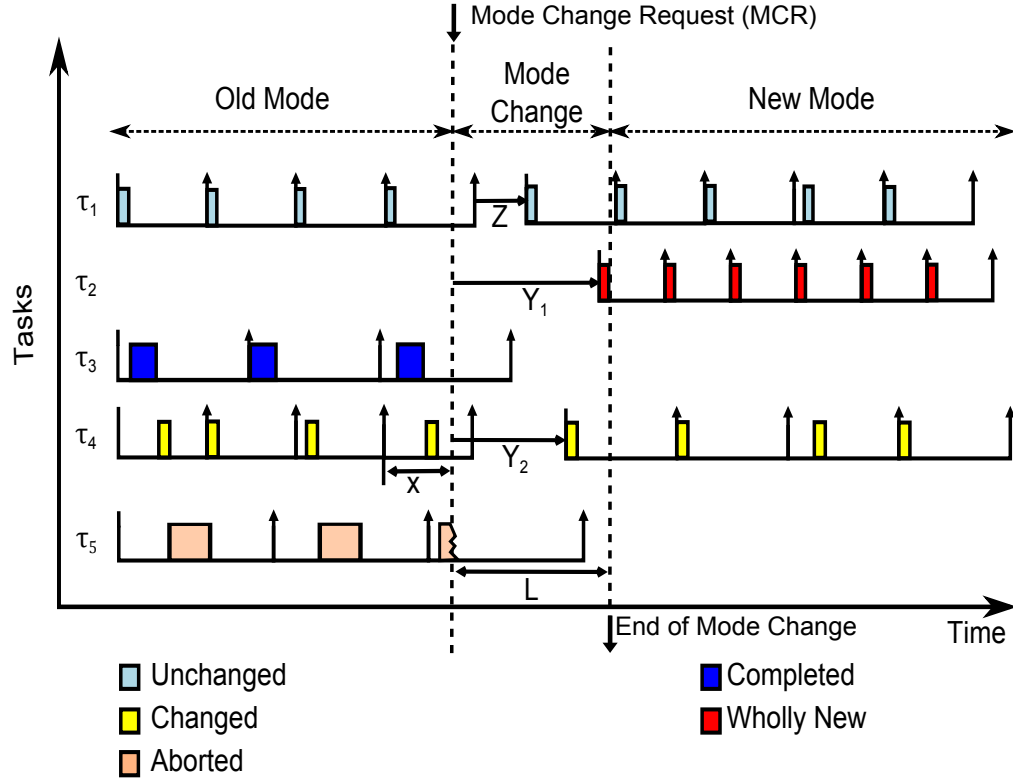 Mode Change Request (MCR)
Old Mode
Mode
Change
New Mode
Tasks
τ1
Z
τ2
Y1
τ3
τ4
Y2
x
τ5
L
End of Mode Change
Time
Unchanged
Completed
Changed
Wholly New
Aborted